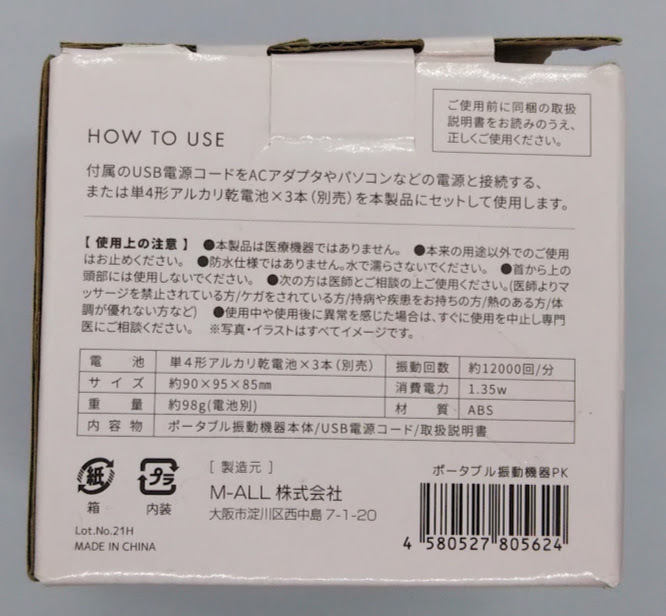 ご使用前に同梱の取扱
説明書をお読みのうえ、
正しくご使用ください。
HOW TO USE
付属のUSB電源コードをACアダプタやパソコンなどの電源と接続する、
または単4形アルカリ乾電池×3本(別売)を本製品にセットして使用します。
【使用上の注意】 ●本製品は医療機器ではありません。 ●本来の用途以外でのご使用
はお止めください。 ●防水仕様ではありません。水で濡らさないでください。 ●首から上の
頭部には使用しないでください。 ●次の方は医師とご相談の上ご使用ください。(医師よりマ
ッサージを禁止されている方/ケガをされている方/持病や疾患をお持ちの方/熱のある方/体
調が優れない方など) ●使用中や使用後に異常を感じた場合は、すぐに使用を中止し専門
医にご相談ください。 ※写真・イラストはすべてイメージです。
電池 単4形アルカリ乾電池×3本(別売) 振動回数 約12000回/分
サイズ 約90×95×85㎜ 消費電力 1.35w
重量 約98g(電池別) 材質 ABS
内容物 ポータブル振動機器本体/USB電源コード/取扱説明書
紙
箱
プラ
内装
[製造元]
M-ALL 株式会社
大阪市淀川区西中島 7-1-20
Lot.No.21H
MADE IN CHINA
ポータブル振動機器PK
4 580527 805624